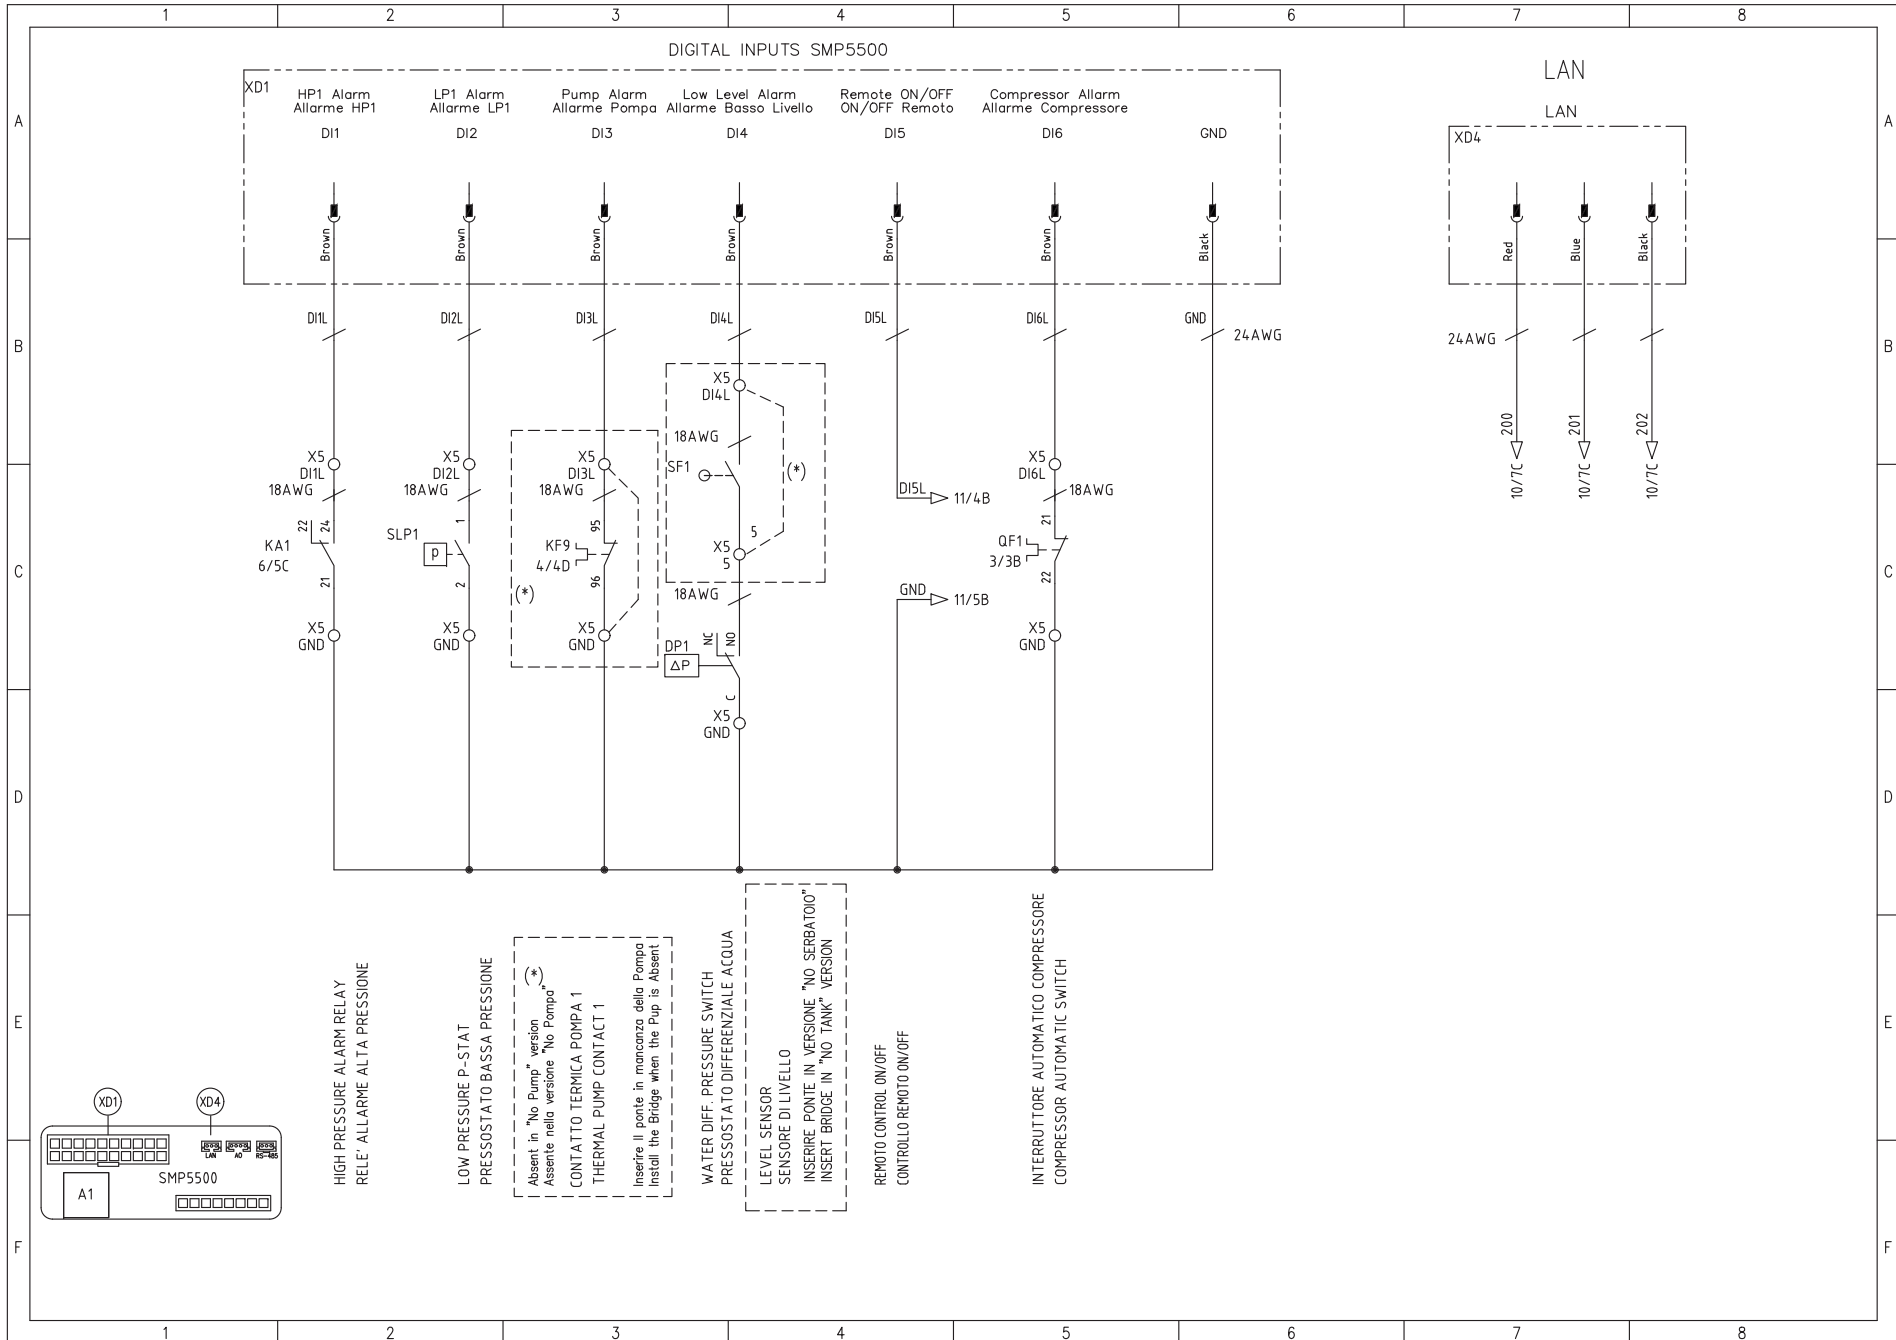 1 2 3 4 5 6 7 8
DIGITAL INPUTS SMP5500
LAN
XD1
HP1 Alarm
Allarme HP1
DI1
LP1 Alarm
Allarme LP1
DI2
Pump Alarm
Allarme Pompa
DI3
Low Level Alarm
Allarme Basso Livello
DI4
Remote ON/OFF
ON/OFF Remoto
DI5
Compressor Allarm
Allarme Compressore
DI6
GND
LAN
XD4
A
A
Brown
Brown
Brown
Brown
Brown
Brown
Black
Red
Blue
Black
DI1L
DI2L
DI3L
DI4L
DI5L
DI6L
GND
24AWG
24AWG
B
B
200
10/7C
201
10/7C
202
10/7C
X5
DI1L
18AWG
22
24
KA1
6/5C
21
X5
GND
X5
DI2L
18AWG
1
SLP1
P
2
X5
GND
X5
DI3L
18AWG
95
KF9
4/4D
96
(*)
X5
GND
X5
DI4L
18AWG
SF1
(*)
5
X5
5
18AWG
NC
NO
DP1
ΔP
C
X5
GND
DI5L
11/4B
GND
11/5B
X5
DI6L
18AWG
21
QF1
3/3B
22
X5
GND
C
C
D
D
HIGH PRESSURE ALARM RELAY
RELE' ALLARME ALTA PRESSIONE
LOW PRESSURE P-STAT
PRESSOSTATO BASSA PRESSIONE
(*)
Absent in "No Pump" version
Assente nella versione "No Pompa"
CONTATTO TERMICA POMPA 1
THERMAL PUMP CONTACT 1
Inserire Il ponte in mancanza della Pompa
Install the Bridge when the Pup is Absent
WATER DIFF. PRESSURE SWITCH
PRESSOSTATO DIFFERENZIALE ACQUA
LEVEL SENSOR
SENSORE DI LIVELLO
INSERIRE PONTE IN VERSIONE "NO SERBATOIO"
INSERT BRIDGE IN "NO TANK" VERSION
REMOTO CONTROL ON/OFF
CONTROLLO REMOTO ON/OFF
INTERRUTTORE AUTOMATICO COMPRESSORE
COMPRESSOR AUTOMATIC SWITCH
E
E
XD1
XD4
LAN
AO
RS-485
SMP5500
A1
F
F
1 2 3 4 5 6 7 8